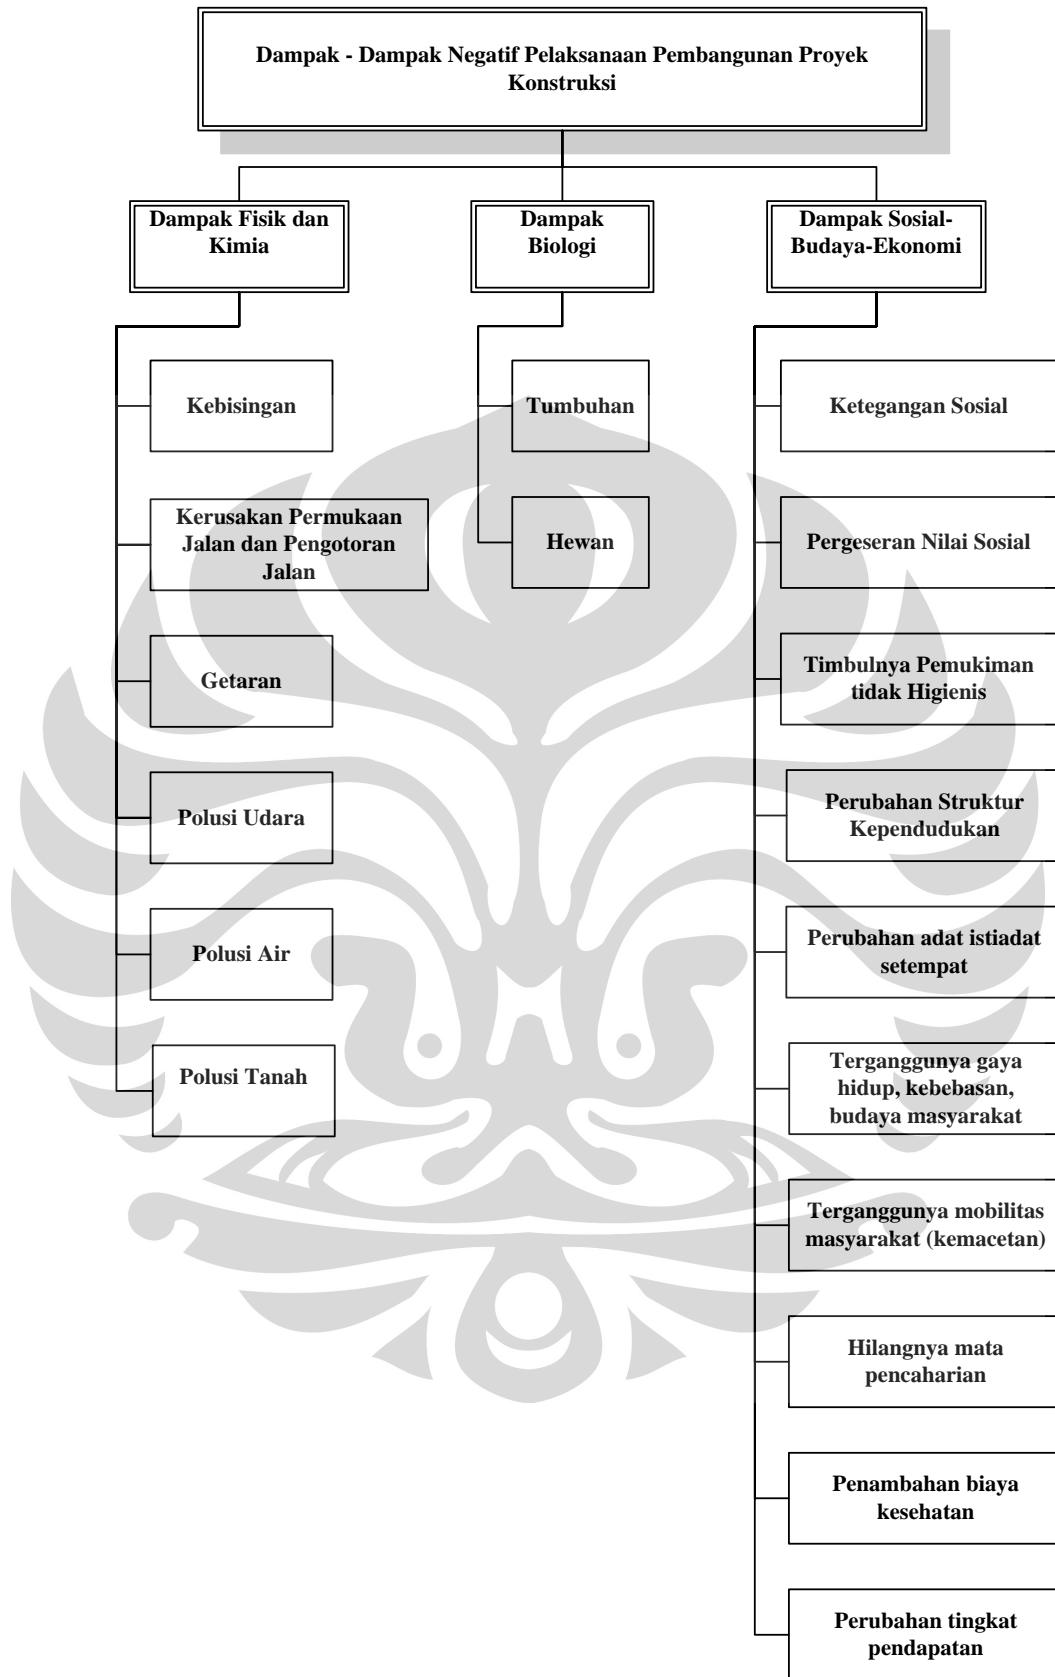 Dampak - Dampak Negatif Pelaksanaan Pembangunan Proyek
Konstruksi
Dampak Fisik dan
Kimia
Dampak
Biologi
Dampak Sosial-
Budaya-Ekonomi
Kebisingan
Kerusakan Permukaan
Jalan dan Pengotoran
Jalan
Getaran
Polusi Udara
Polusi Air
Polusi Tanah
Tumbuhan
Hewan
Ketegangan Sosial
Pergeseran Nilai Sosial
Timbulnya Pemukiman
tidak Higienis
Perubahan Struktur
Kependudukan
Perubahan adat istiadat
setempat
Terganggunya gaya
hidup, kebebasan,
budaya masyarakat
Terganggunya mobilitas
masyarakat (kemacetan)
Hilangnya mata
pencaharian
Penambahan biaya
kesehatan
Perubahan tingkat
pendapatan